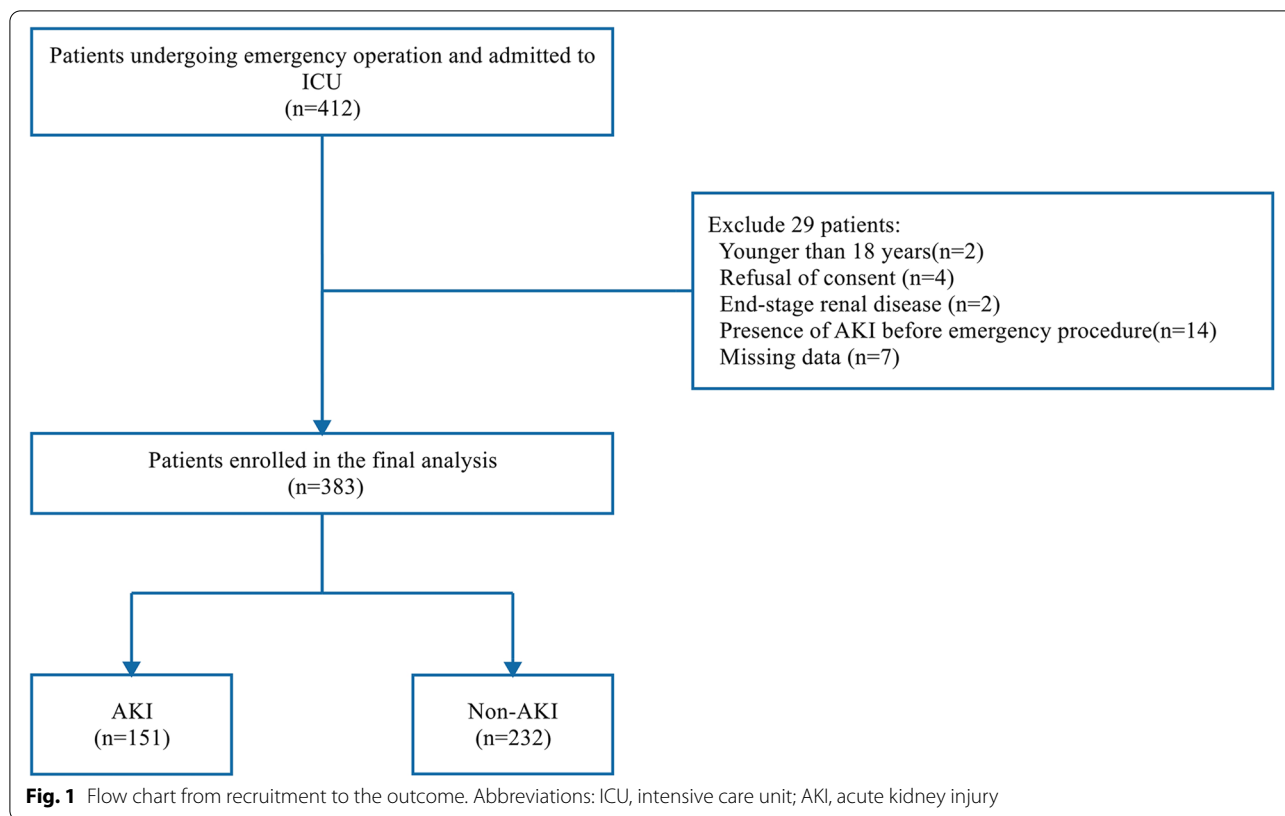 Patients undergoing emergency operation and admitted to
ICU
(n=412)
Exclude 29 patients:
Younger than 18 years(n=2)
Refusal of consent (n=4)
End-stage renal disease (n=2)
Presence of AKI before emergency procedure(n=14)
Missing data (n=7)
Patients enrolled in the final analysis
(n=383)
AKI
(n=151)
Non-AKI
(n=232)
Fig. 1 Flow chart from recruitment to the outcome. Abbreviations: ICU, intensive care unit; AKI, acute kidney injury